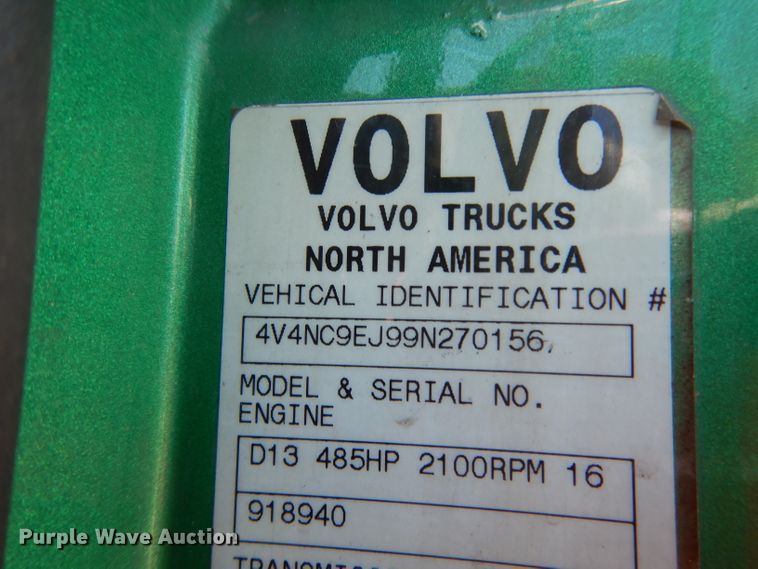 VOLVO
VOLVO TRUCKS
NORTH AMERICA
VEHICAL IDENTIFICATION #
4V4NC9EJ99N270156
MODEL & SERIAL NO.
ENGINE
D13 485HP 2100RPM 16
918940
Purple Wave Auction